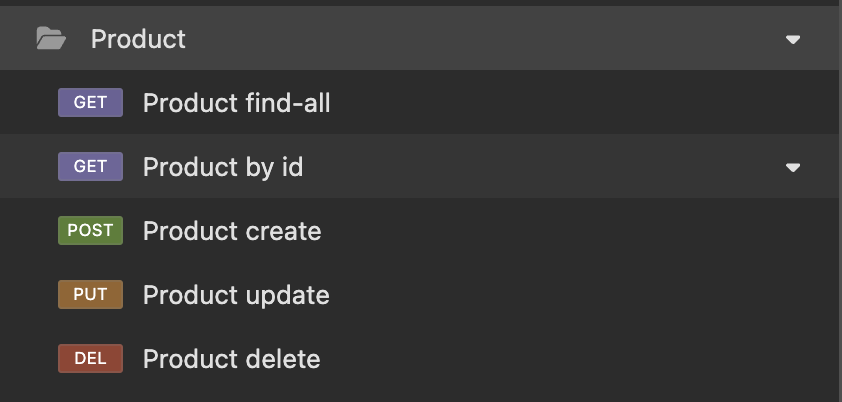 Product
GET Product find-all
GET Product by id
POST Product create
PUT Product update
DEL Product delete